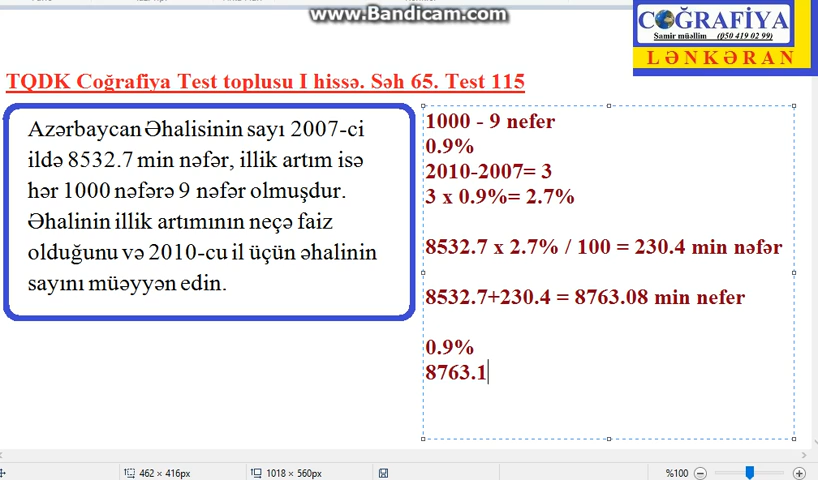 www.Bandicam.com
COĞRAFİYA
Samir müəllim (050 419 02 99)
LƏNKƏRAN
TQDK Coğrafiya Test toplusu I hissə. Səh 65. Test 115
Azərbaycan Əhalisinin sayı 2007-ci
ildə 8532.7 min nəfər, illik artım isə
hər 1000 nəfərə 9 nəfər olmuşdur.
Əhalinin illik artımının neçə faiz
olduğunu və 2010-cu il üçün əhalinin
sayını müəyyən edin.
1000 - 9 nefer
0.9%
2010-2007= 3
3 x 0.9%= 2.7%
8532.7 x 2.7% / 100 = 230.4 min nəfər
8532.7+230.4 = 8763.08 min nefer
0.9%
8763.1
462 × 416px
1018 × 560px
%100